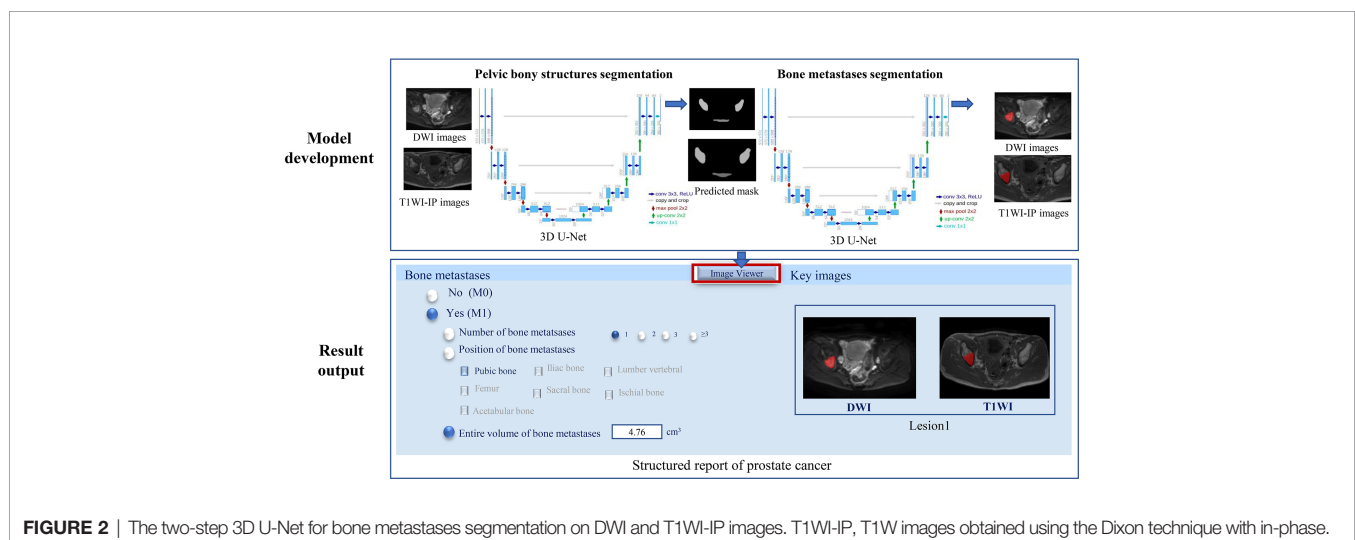 Pelvic bony structures segmentation
Bone metastases segmentation
Model
development
DWI images
T1WI-IP images
Predicted mask
conv 3x3, ReLU
copy and crop
max pool 2x2
up-conv 2x2
conv 1x1
3D U-Net
conv 3x3, ReLU
copy and crop
max pool 2x2
up-conv 2x2
conv 1x1
3D U-Net
DWI images
T1WI-IP images
Result
output
Bone metastases
Image Viewer
Key images
No (M0)
Yes (M1)
Number of bone metatsases 1 2 3 ≥3
Position of bone metastases
Pubic bone Iliac bone Lumber vertebral
Femur Sacral bone Ischial bone
Acetabular bone
Entire volume of bone metastases 4.76 cm³
DWI T1WI
Lesion1
Structured report of prostate cancer
FIGURE 2 | The two-step 3D U-Net for bone metastases segmentation on DWI and T1WI-IP images. T1WI-IP, T1W images obtained using the Dixon technique with in-phase.